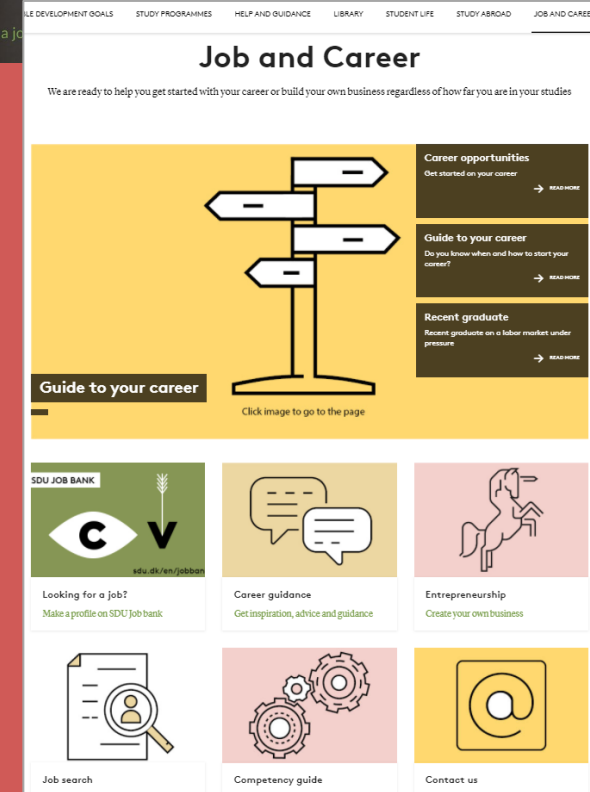 a jo
LE DEVELOPMENT GOALS STUDY PROGRAMMES HELP AND GUIDANCE LIBRARY STUDENT LIFE STUDY ABROAD JOB AND CAREE
Job and Career
We are ready to help you get started with your career or build your own business regardless of how far you are in your studies
Career opportunities
Get started on your career
READ MORE
Guide to your career
Do you know when and how to start your
career?
READ MORE
Recent graduate
Recent graduate on a labor market under
pressure
READ MORE
Guide to your career
Click image to go to the page
SDU JOB BANK
C V
sdu.dk/en/jobban
Looking for a job?
Make a profile on SDU Job bank
Career guidance
Get inspiration, advice and guidance
Entrepreneurship
Create your own business
@
Job search
Competency guide
Contact us